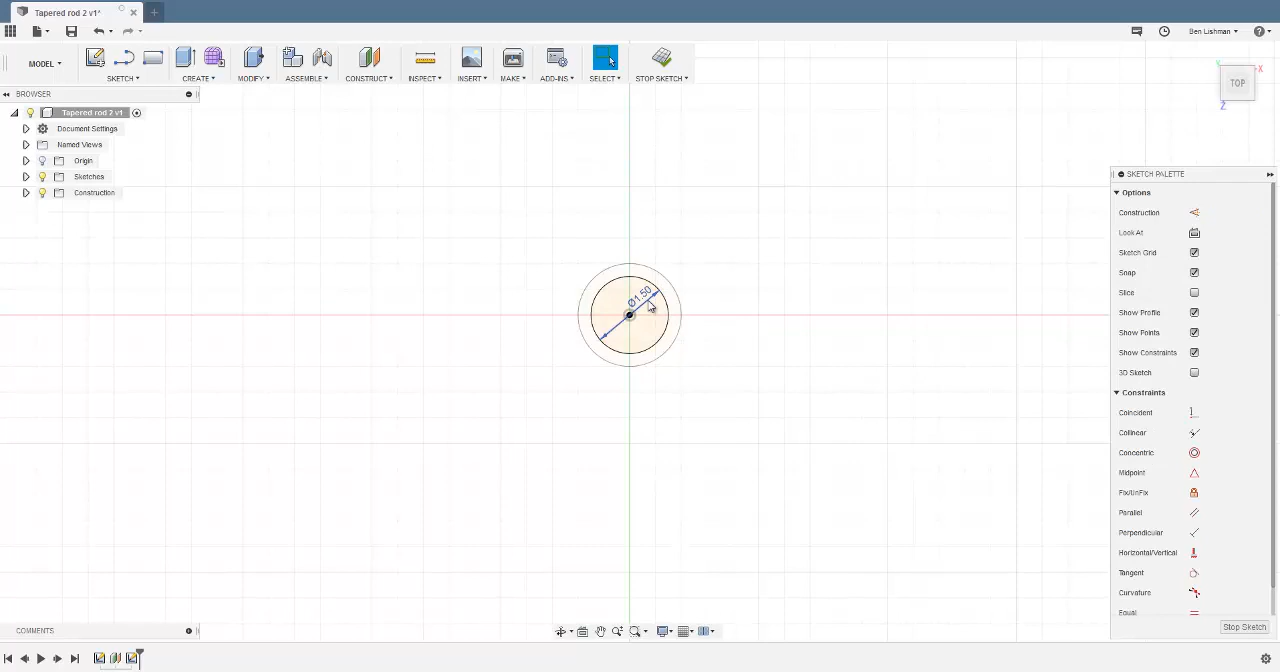 Tapered rod 2 v1*
Ben Lishman
MODEL
SKETCH
CREATE
MODIFY
ASSEMBLE
CONSTRUCT
INSPECT
INSERT
MAKE
ADD-INS
SELECT
STOP SKETCH
TOP
X
Y
Z
BROWSER
Tapered rod 2 v1
Document Settings
Named Views
Origin
Sketches
Construction
Ø1.50
SKETCH PALETTE
Options
Construction
Look At
Sketch Grid
Snap
Slice
Show Profile
Show Points
Show Constraints
3D Sketch
Constraints
Coincident
Collinear
Concentric
Midpoint
Fix/UnFix
Parallel
Perpendicular
Horizontal/Vertical
Tangent
Curvature
Equal
Stop Sketch
COMMENTS